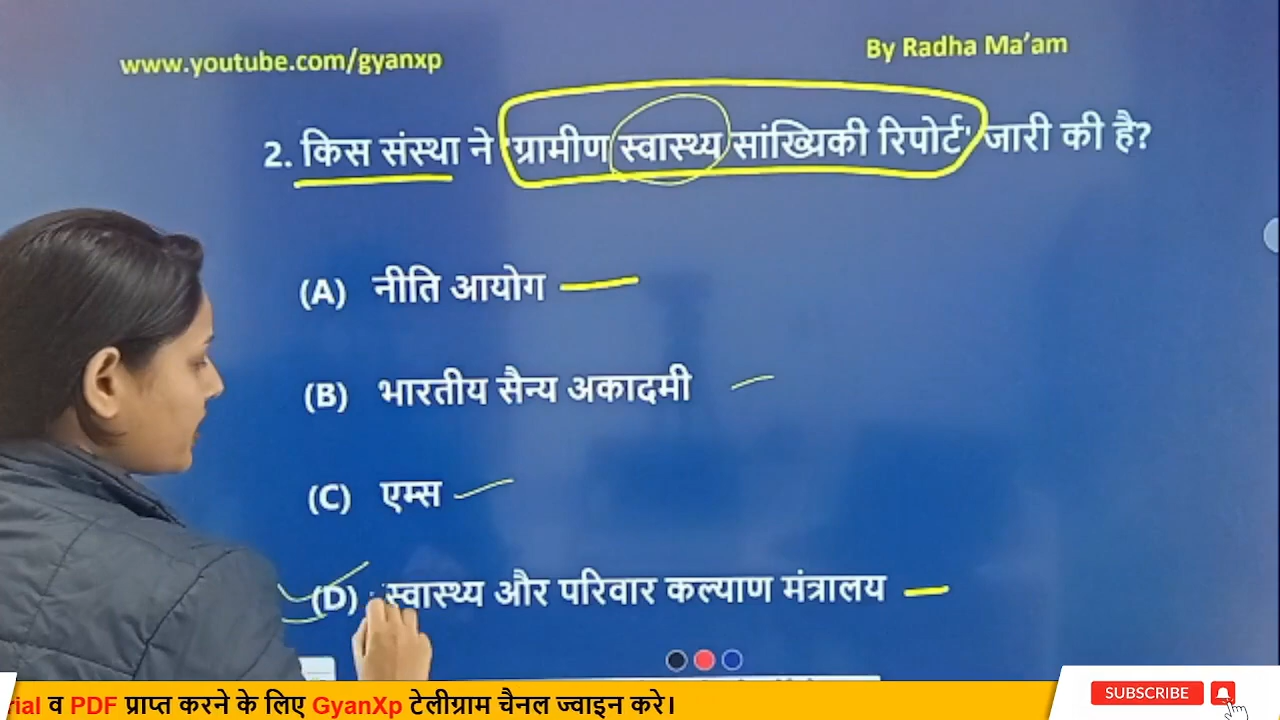 www.youtube.com/gyanxp
By Radha Ma’am
2. किस संस्था ने 'ग्रामीण स्वास्थ्य सांख्यिकी रिपोर्ट' जारी की है?
(A) नीति आयोग
(B) भारतीय सैन्य अकादमी
(C) एम्स
(D) स्वास्थ्य और परिवार कल्याण मंत्रालय
rial व PDF प्राप्त करने के लिए GyanXp टेलीग्राम चैनल ज्वाइन करे।
SUBSCRIBE